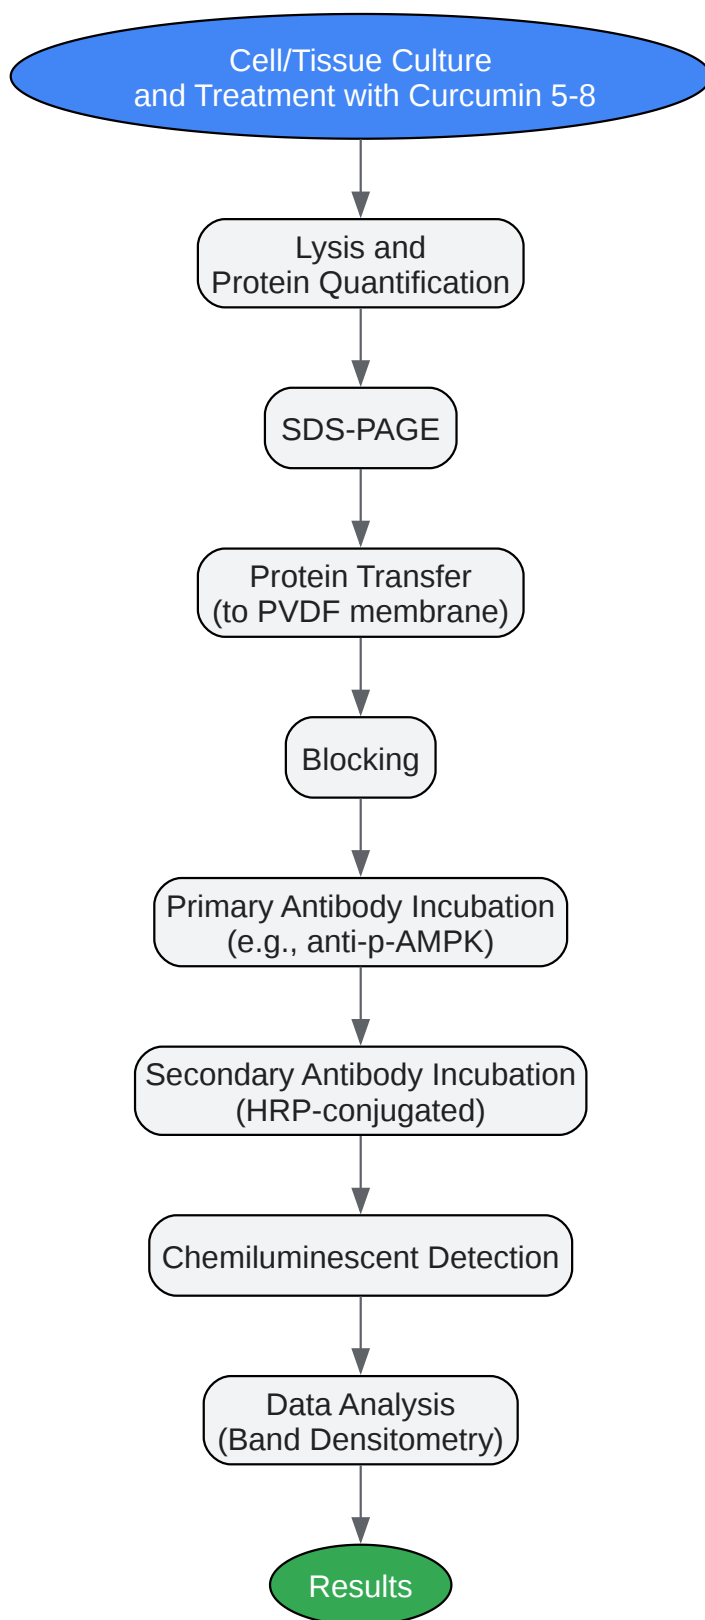 Cell/Tissue Culture
and Treatment with Curcumin 5-8
Lysis and
Protein Quantification
SDS-PAGE
Protein Transfer
(to PVDF membrane)
Blocking
Primary Antibody Incubation
(e.g., anti-p-AMPK)
Secondary Antibody Incubation
(HRP-conjugated)
Chemiluminescent Detection
Data Analysis
(Band Densitometry)
Results